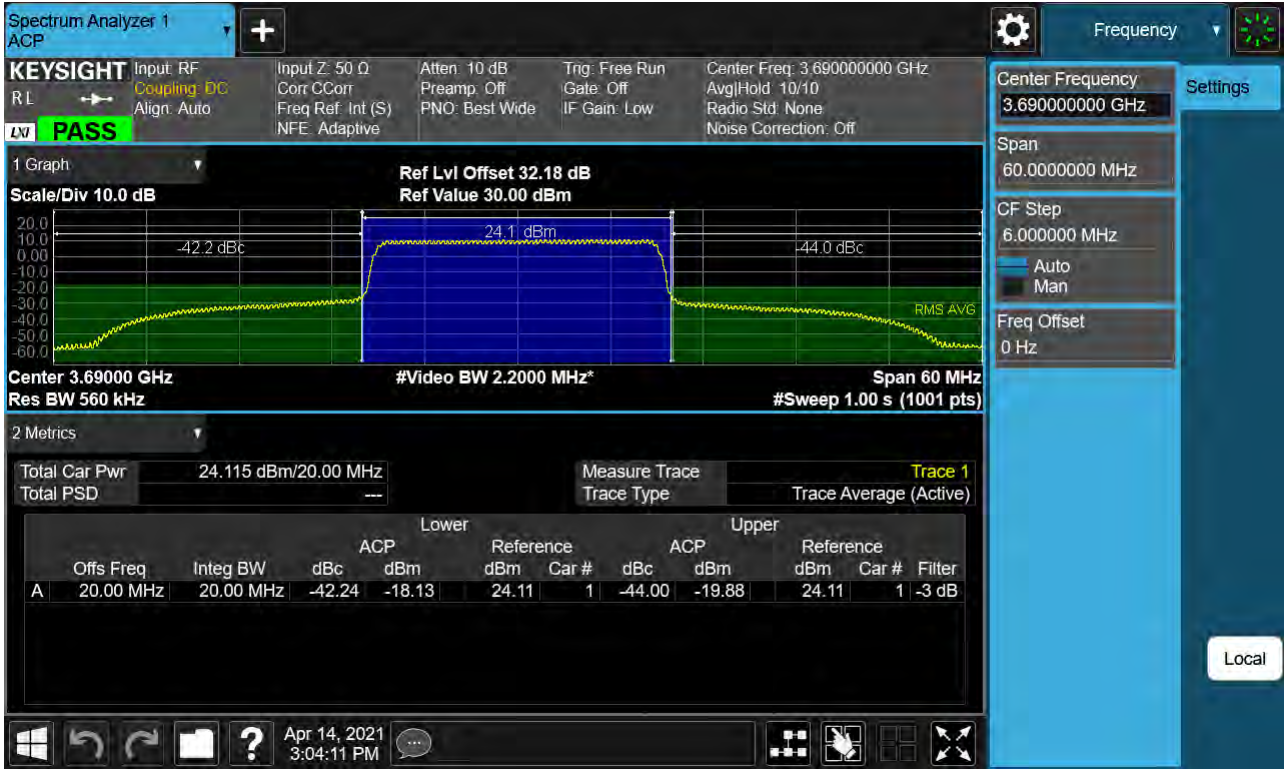 Spectrum Analyzer 1
ACP
Frequency
KEYSIGHT
Input: RF
Coupling: DC
Align: Auto
Input Z: 50 Ω
Corr CCorr
Freq Ref: Int (S)
NFE: Adaptive
Atten: 10 dB
Preamp: Off
PNO: Best Wide
Trig: Free Run
Gate: Off
IF Gain: Low
Center Freq: 3.690000000 GHz
Avg|Hold: 10/10
Radio Std: None
Noise Correction: Off
R L
LXI
PASS
Center Frequency
3.690000000 GHz
Settings
Span
60.0000000 MHz
CF Step
6.000000 MHz
Auto
Man
Freq Offset
0 Hz
1 Graph
Scale/Div 10.0 dB
Ref Lvl Offset 32.18 dB
Ref Value 30.00 dBm
20.0
10.0
0.00
-10.0
-20.0
-30.0
-40.0
-50.0
-60.0
-42.2 dBc
24.1 dBm
-44.0 dBc
RMS AVG
Center 3.69000 GHz
#Video BW 2.2000 MHz*
Span 60 MHz
Res BW 560 kHz
#Sweep 1.00 s (1001 pts)
2 Metrics
Total Car Pwr 24.115 dBm/20.00 MHz
Total PSD ---
Measure Trace Trace 1
Trace Type Trace Average (Active)
Lower Upper
ACP Reference ACP Reference
Offs Freq Integ BW dBc dBm dBm Car # dBc dBm dBm Car # Filter
A 20.00 MHz 20.00 MHz -42.24 -18.13 24.11 1 -44.00 -19.88 24.11 1 -3 dB
Local
Apr 14, 2021
3:04:11 PM